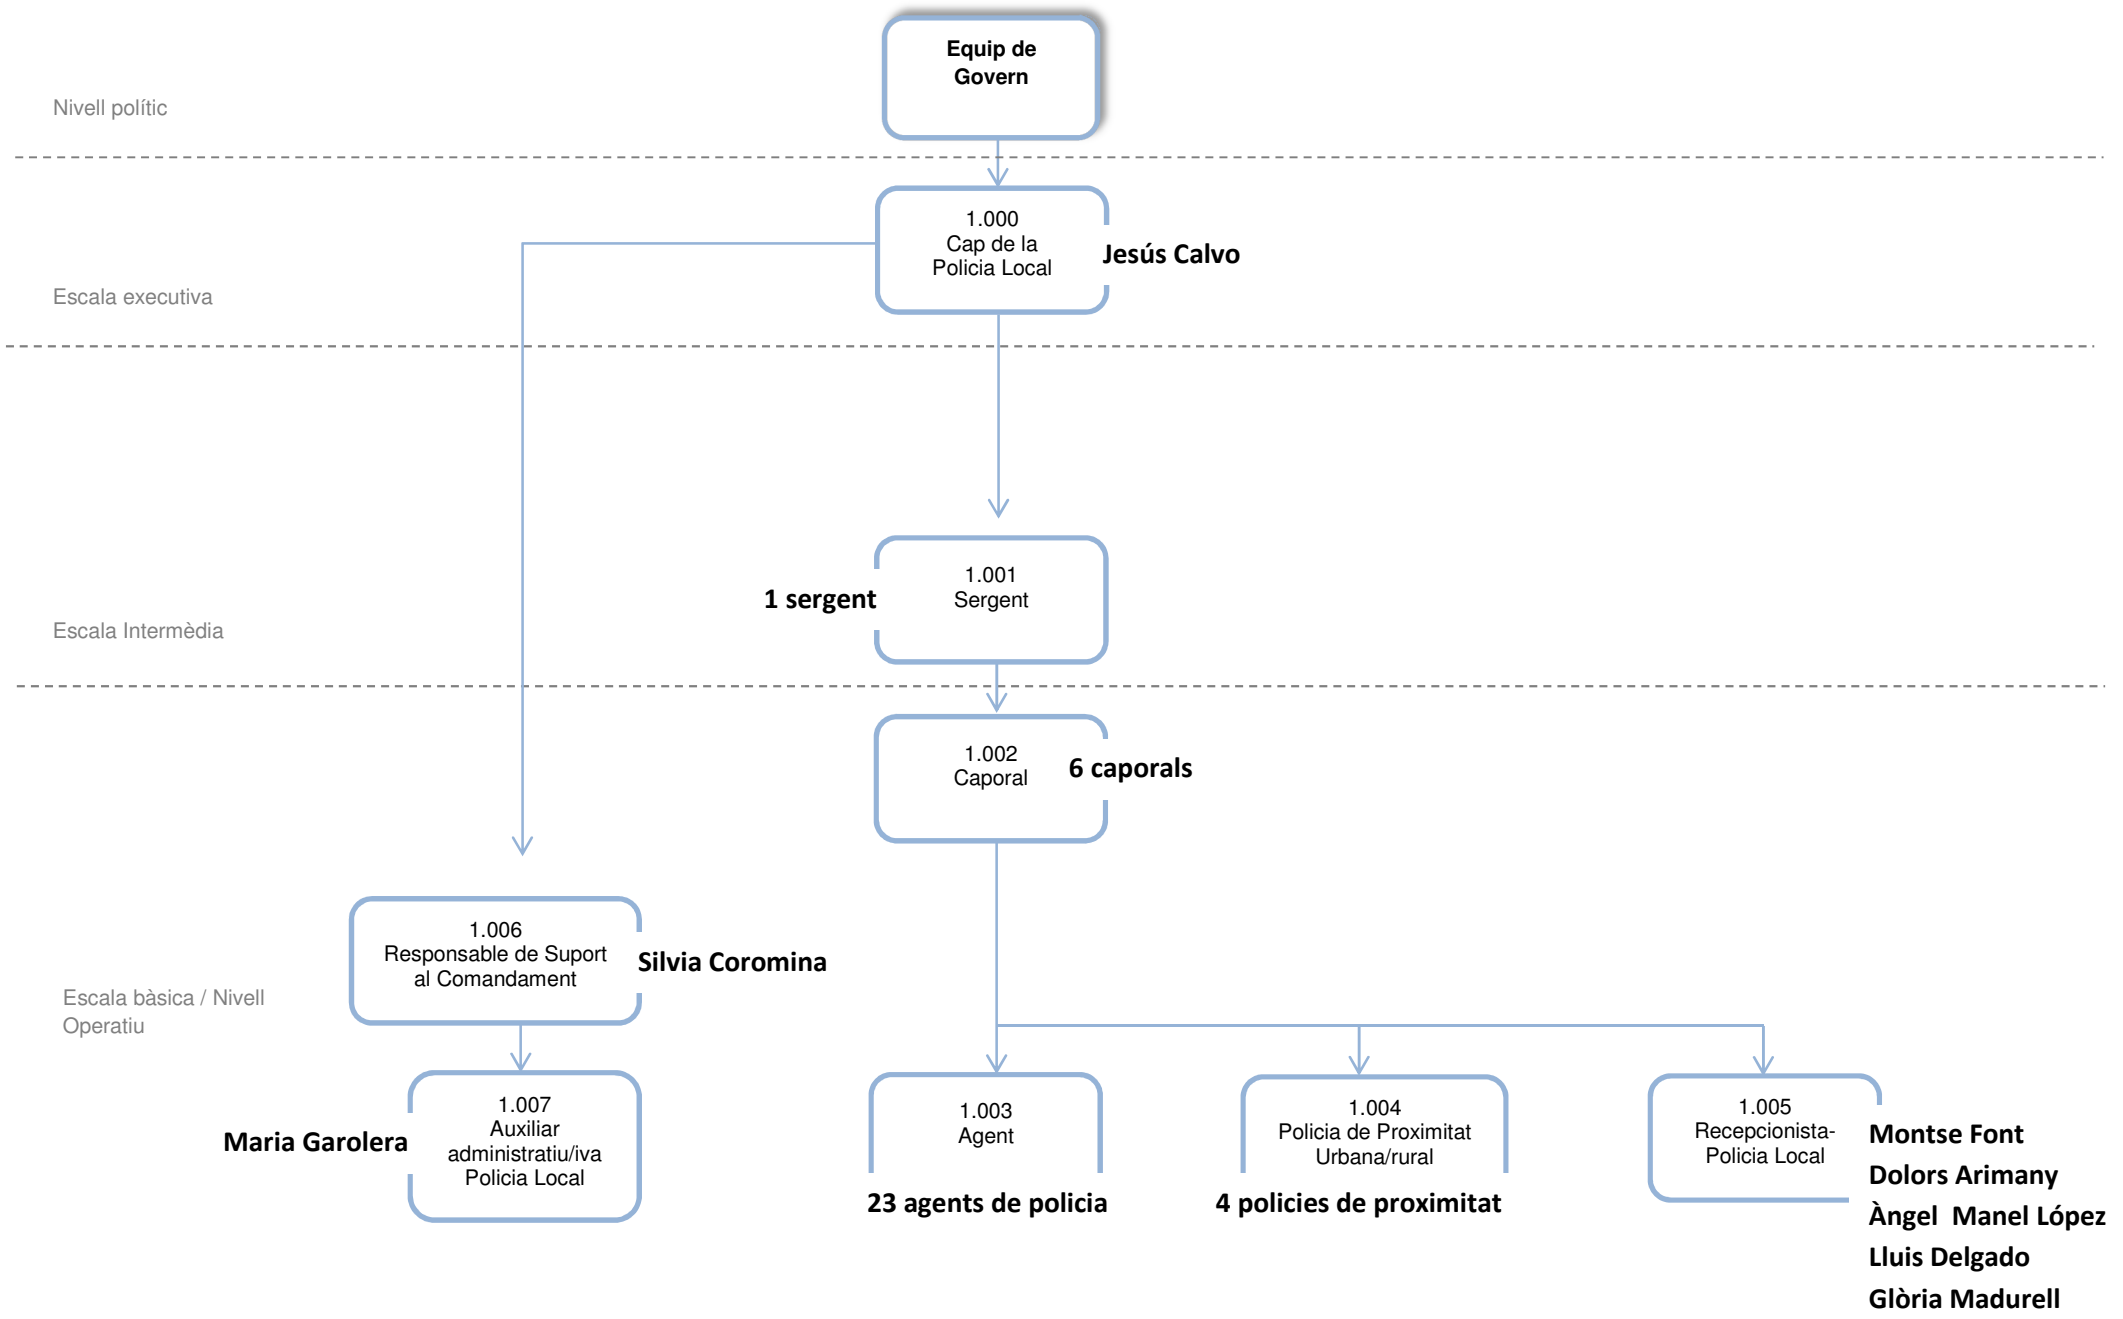 Equip de
Govern
Nivell polític
1.000
Cap de la
Policia Local
Jesús Calvo
Escala executiva
1.001
Sergent
1 sergent
Escala Intermèdia
1.002
Caporal
6 caporals
1.006
Responsable de Suport
al Comandament
Silvia Coromina
Escala bàsica / Nivell
Operatiu
1.007
Auxiliar
administratiu/iva
Policia Local
Maria Garolera
1.003
Agent
23 agents de policia
1.004
Policia de Proximitat
Urbana/rural
4 policies de proximitat
1.005
Recepcionista-
Policia Local
Montse Font
Dolors Arimany
Àngel  Manel López
Lluis Delgado
Glòria Madurell